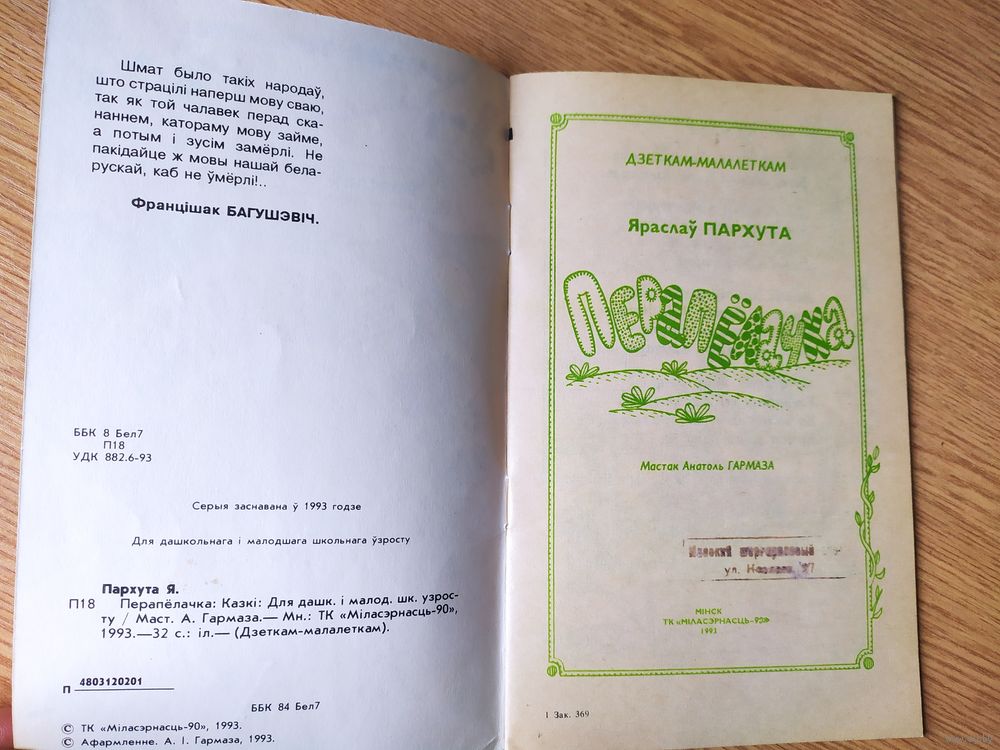 Шмат было такіх народаў,
што страцілі наперш мову сваю,
так як той чалавек перад ска-
наннем, катораму мову займе,
а потым і зусім замёрлі. Не
пакідайце ж мовы нашай бела-
рускай, каб не ўмёрлі!..
Францішак БАГУШЭВІЧ.
ББК 8 Бел7
П18
УДК 882.6-93
Серыя заснавана ў 1993 годзе
Для дашкольнага і малодшага школьнага ўзросту
Пархута Я.
П18 Перапёлачка: Казкі: Для дашк. і малод. шк. узрос-
ту / Маст. А. Гармаза.— Мн.: ТК «Міласэрнасць-90»,
1993.—32 с.: іл.— (Дзеткам-малалеткам).
П 4803120201
ББК 84 Бел7
© ТК «Міласэрнасць-90», 1993.
© Афармленне. А. І. Гармаза, 1993.
ДЗЕТКАМ-МАЛАЛЕТКАМ
Яраслаў ПАРХУТА
ПЕРАПЁЛАЧКА
Мастак Анатоль ГАРМАЗА
ул.
МІНСК
ТК «МІЛАСЭРНАСЦЬ-90»
1993
1 Зак. 369